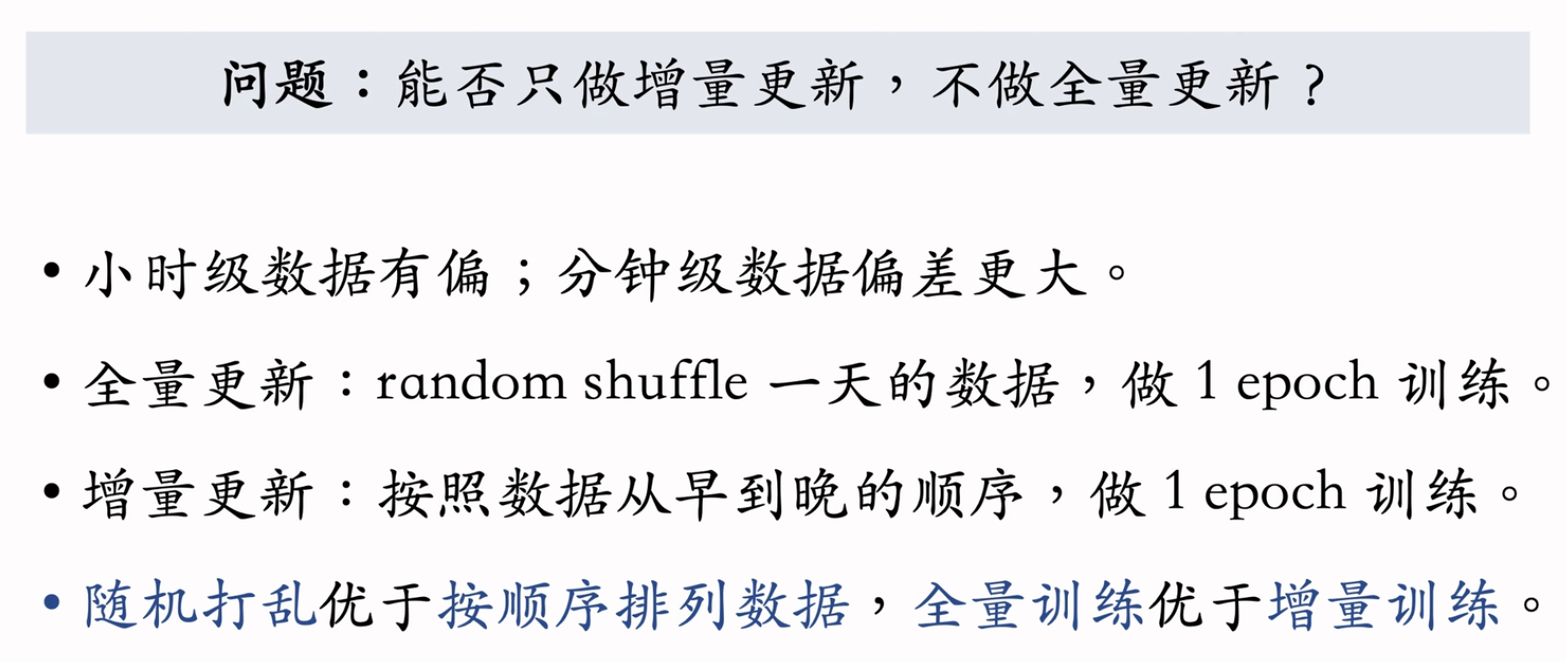 问题：能否只做增量更新，不做全量更新？
• 小时级数据有偏；分钟级数据偏差更大。
• 全量更新：random shuffle 一天的数据，做 1 epoch 训练。
• 增量更新：按照数据从早到晚的顺序，做 1 epoch 训练。
• 随机打乱优于按顺序排列数据，全量训练优于增量训练。